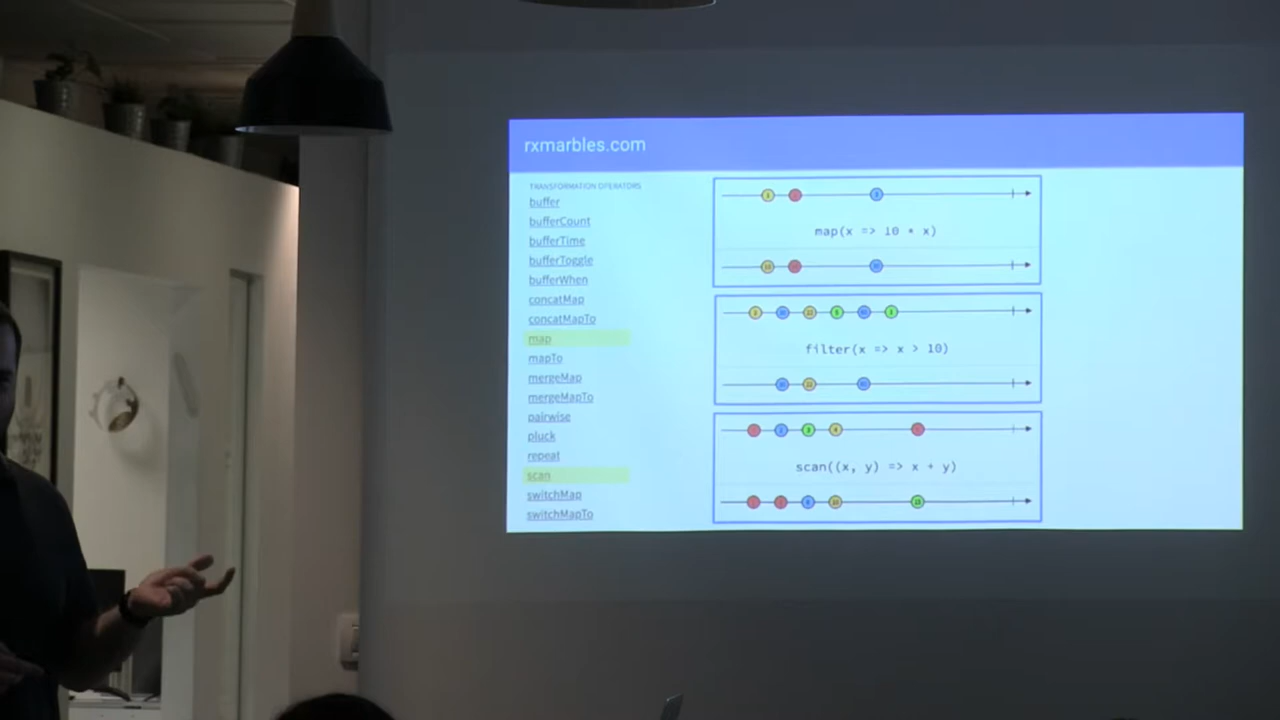 rxmarbles.com
TRANSFORMATION OPERATORS
buffer
bufferCount
bufferTime
bufferToggle
bufferWhen
concatMap
concatMapTo
map
mapTo
mergeMap
mergeMapTo
pairwise
pluck
repeat
scan
switchMap
switchMapTo
map(x => 10 * x)
filter(x => x > 10)
scan((x, y) => x + y)